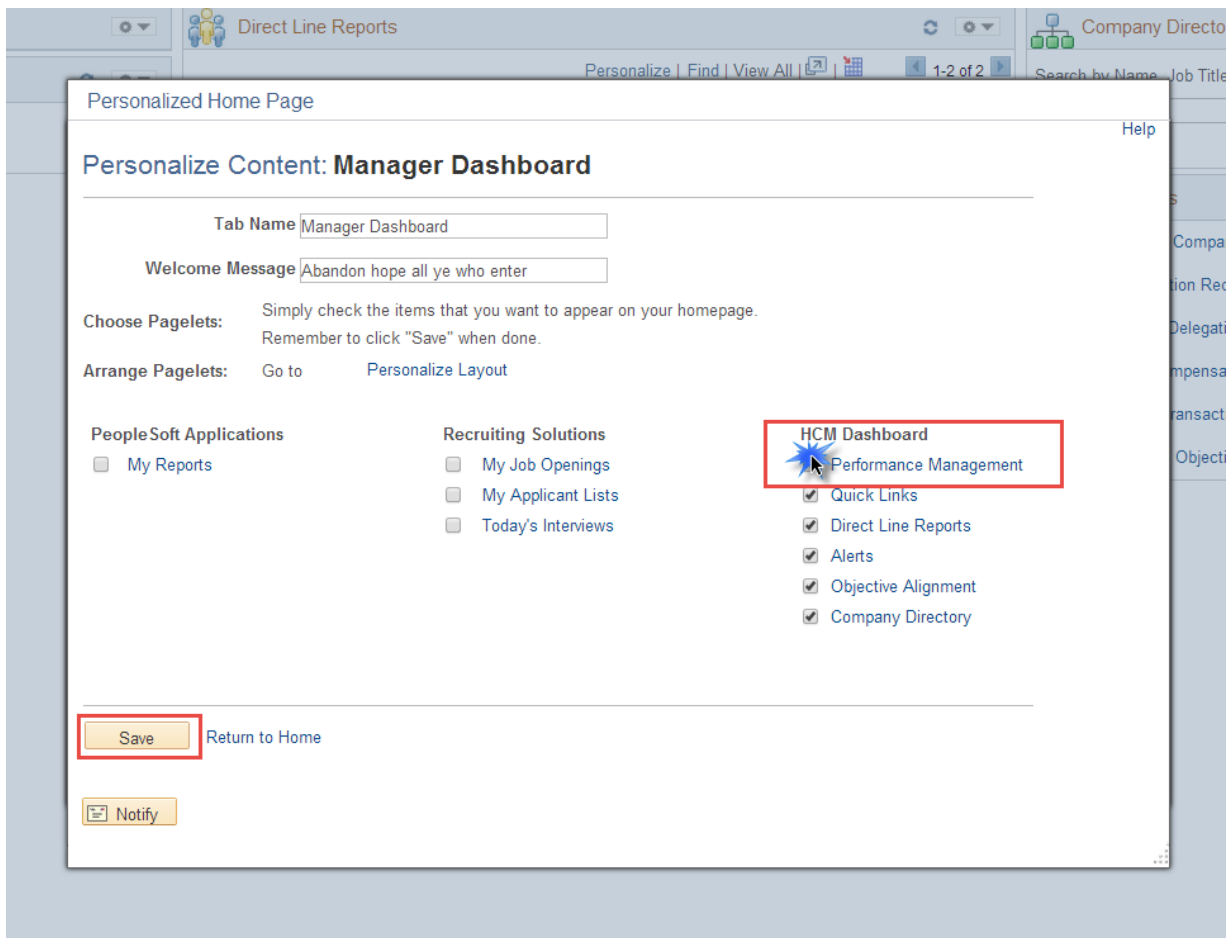 Direct Line Reports
Company Directo
Personalize | Find | View All | | 1-2 of 2
Search by Name, Job Title
Personalized Home Page
Help
Personalize Content: Manager Dashboard
Tab Name Manager Dashboard
Welcome Message Abandon hope all ye who enter
Choose Pagelets: Simply check the items that you want to appear on your homepage.
Remember to click "Save" when done.
Arrange Pagelets: Go to Personalize Layout
PeopleSoft Applications
My Reports
Recruiting Solutions
My Job Openings
My Applicant Lists
Today's Interviews
HCM Dashboard
Performance Management
Quick Links
Direct Line Reports
Alerts
Objective Alignment
Company Directory
Save Return to Home
Notify
s
Compa
tion Rec
Delegati
mpensa
ransact
Objecti